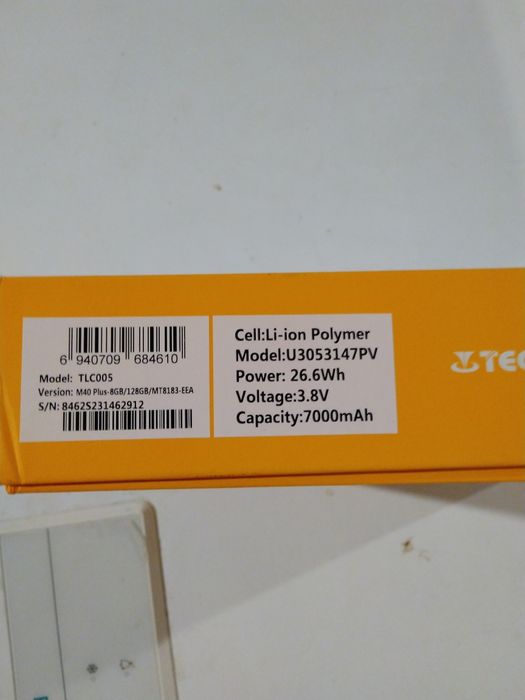 6 940709 684610
Model: TLC005
Version: M40 Plus-8GB/128GB/MT8183-EEA
S/N: 8462S231462912
Cell:Li-ion Polymer
Model:U3053147PV
Power: 26.6Wh
Voltage:3.8V
Capacity:7000mAh
TEC